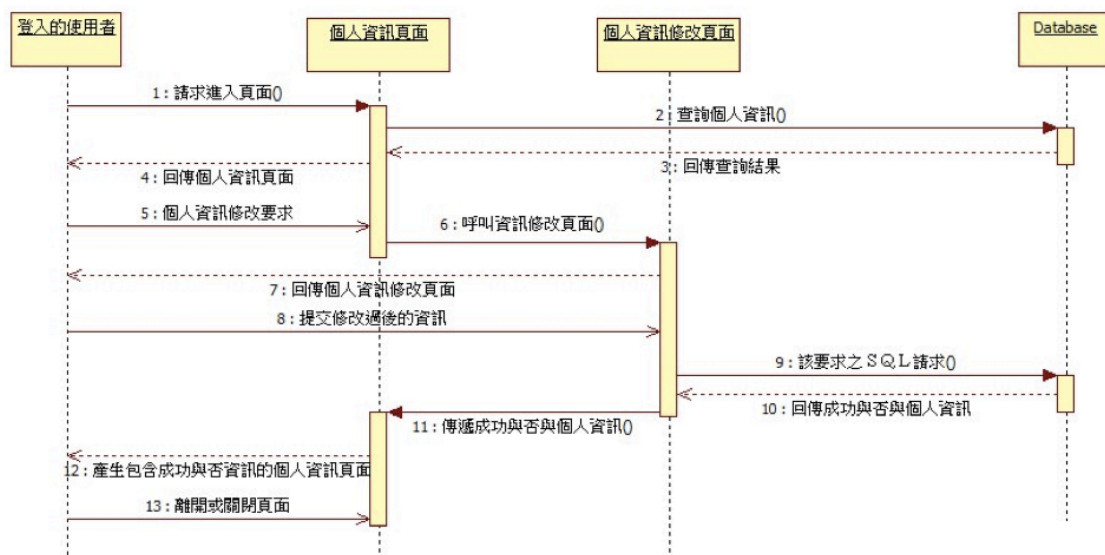 登入的使用者
個人資訊頁面
個人資訊修改頁面
Database
1 : 請求進入頁面()
2 : 查詢個人資訊()
3 : 回傳查詢結果
4 : 回傳個人資訊頁面
5 : 個人資訊修改要求
6 : 呼叫資訊修改頁面()
7 : 回傳個人資訊修改頁面
8 : 提交修改過後的資訊
9 : 該要求之ＳＱＬ請求()
10 : 回傳成功與否與個人資訊
11 : 傳遞成功與否與個人資訊()
12 : 產生包含成功與否資訊的個人資訊頁面
13 : 離開或關閉頁面